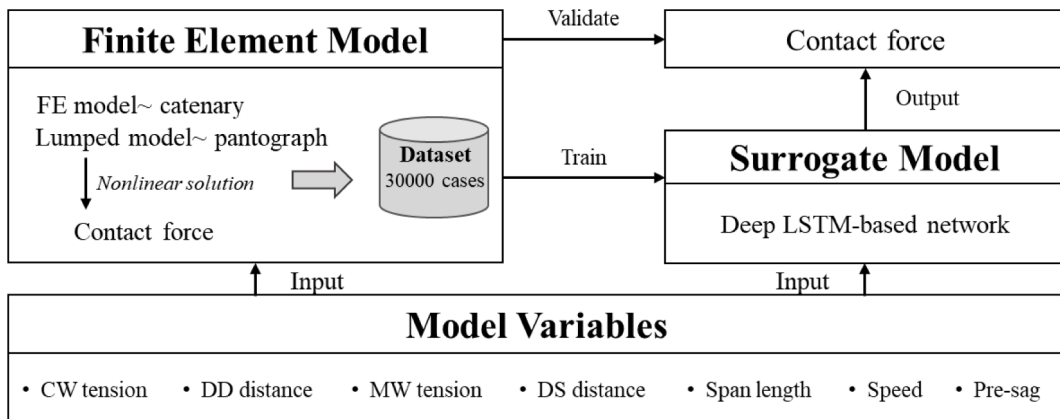 Finite Element Model
FE model~ catenary
Lumped model~ pantograph
Nonlinear solution
Contact force
Dataset
30000 cases
Validate
Train
Contact force
Output
Surrogate Model
Deep LSTM-based network
Input
Input
Model Variables
• CW tension • DD distance • MW tension • DS distance • Span length • Speed • Pre-sag